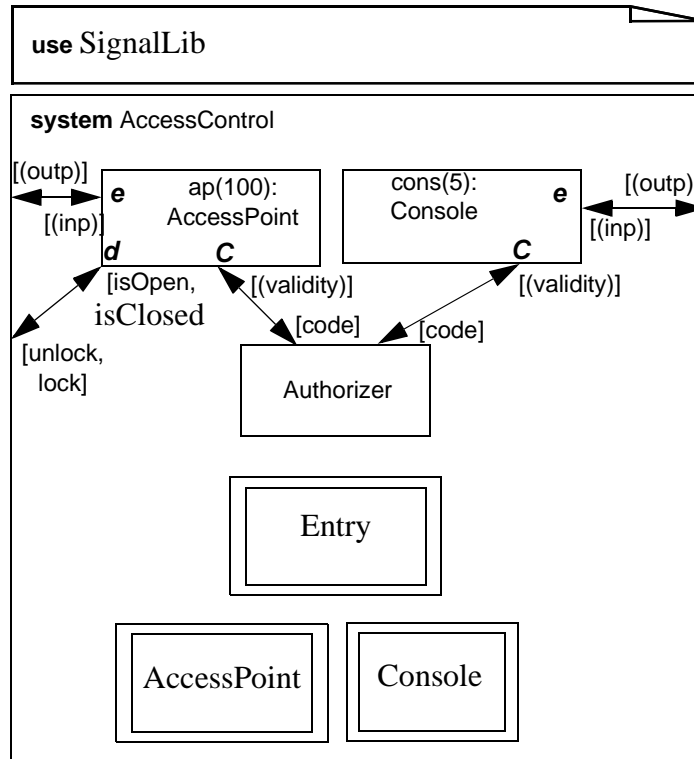 use SignalLib
system AccessControl
[(outp)]
e
[(inp)]
d
ap(100):
AccessPoint
C
cons(5):
Console
e
C
[(outp)
[(inp)]
[isOpen,
isClosed
[(validity)]
[(validity)]
[code]
[code]
[unlock,
lock]
Authorizer
Entry
AccessPoint
Console